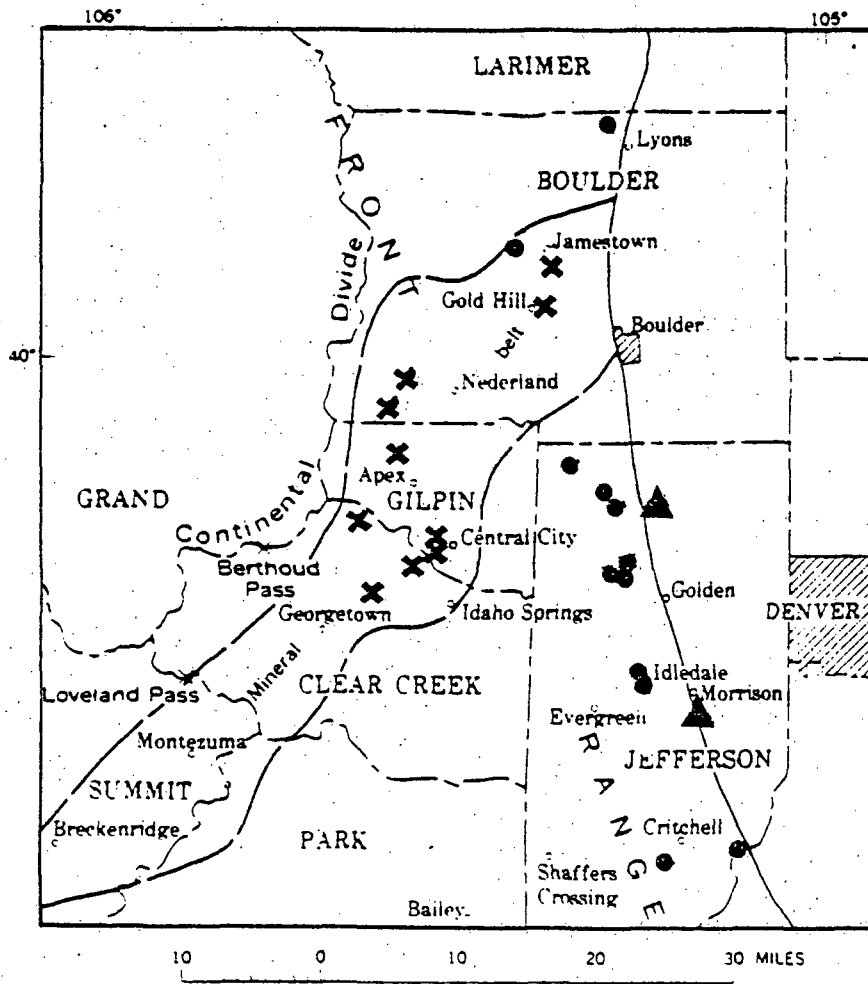 106°
105°
LARIMER
Lyons
BOULDER
FRONT
Jamestown
Divide
Gold Hill
Boulder
belt
40°
Nederland
Apex
GRAND
GILPIN
Continental
Central City
Berthoud
Pass
Golden
Georgetown
Idaho Springs
DENVER
Mineral
Idledale
Loveland Pass
CLEAR CREEK
Morrison
Evergreen
Montezuma
JEFFERSON
SUMMIT
RANGE
Breckenridge
PARK
Critchell
Shaffers
Crossing
Bailey
10 0 10 20 30 MILES